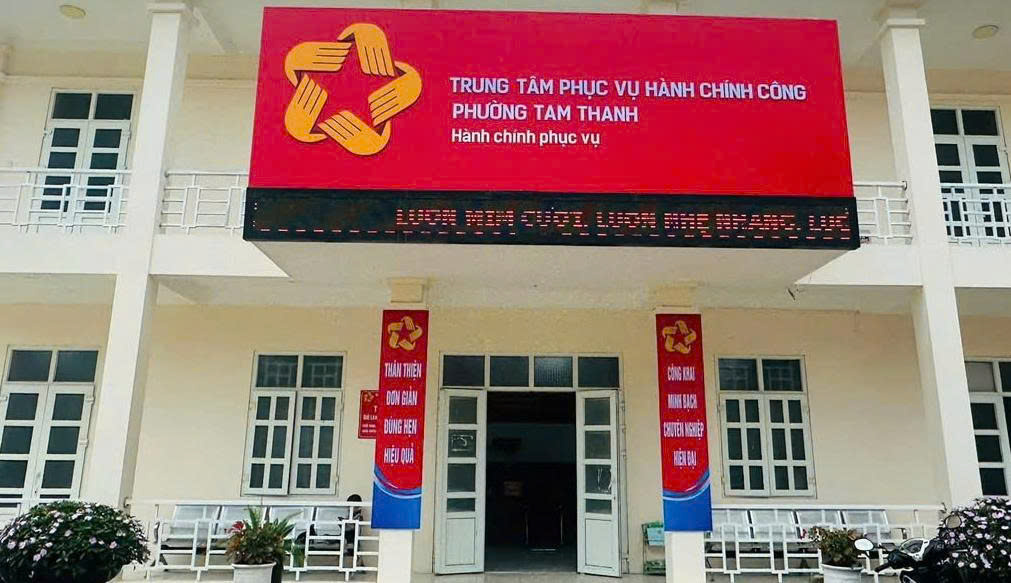 TRUNG TÂM PHỤC VỤ HÀNH CHÍNH CÔNG
PHƯỜNG TAM THANH
Hành chính phục vụ
LUÔN MỈM CƯỜI, LUÔN NHẸ NHÀNG, LUÔ
THÂN THIỆN
ĐƠN GIẢN
ĐÚNG HẸN
HIỆU QUẢ
CÔNG KHAI
MINH BẠCH
CHUYÊN NGHIỆP
HIỆN ĐẠI